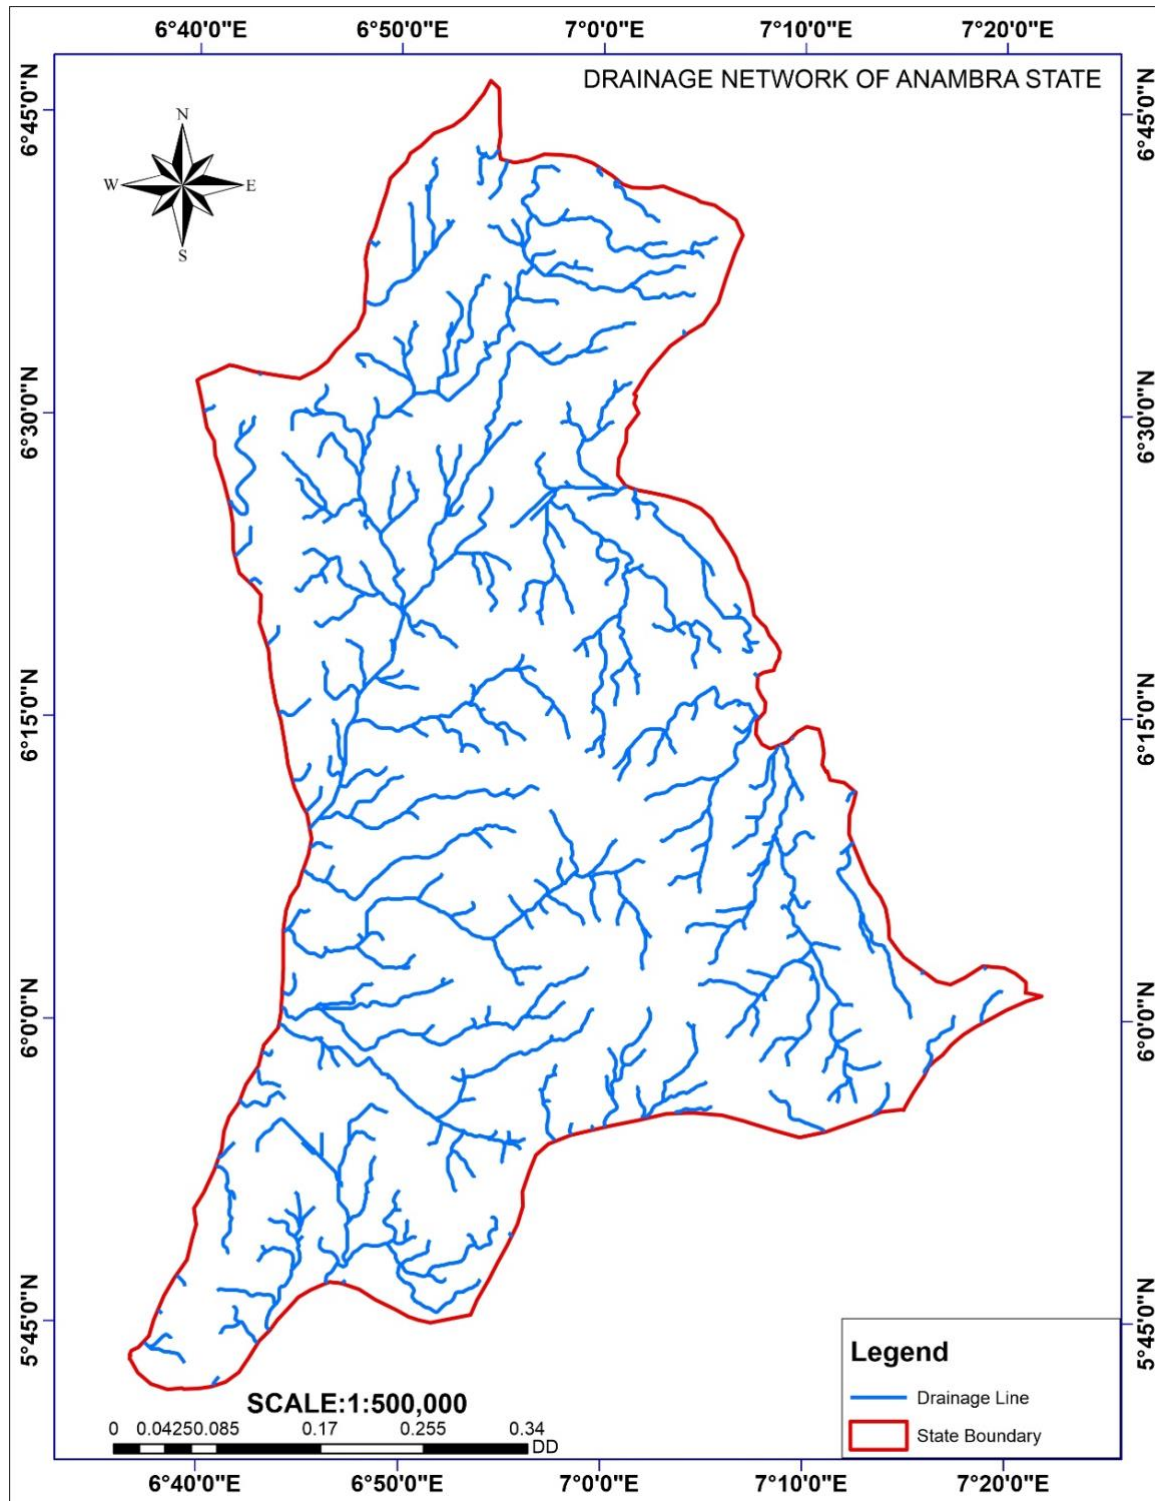 6°40'0"E 6°50'0"E 7°0'0"E 7°10'0"E 7°20'0"E
DRAINAGE NETWORK OF ANAMBRA STATE
6°45'0"N 6°45'0"N
N
W E
S
6°30'0"N 6°30'0"N
6°15'0"N 6°15'0"N
6°0'0"N 6°0'0"N
5°45'0"N 5°45'0"N
Legend
Drainage Line
State Boundary
SCALE:1:500,000
0 0.04250.085 0.17 0.255 0.34
DD
6°40'0"E 6°50'0"E 7°0'0"E 7°10'0"E 7°20'0"E